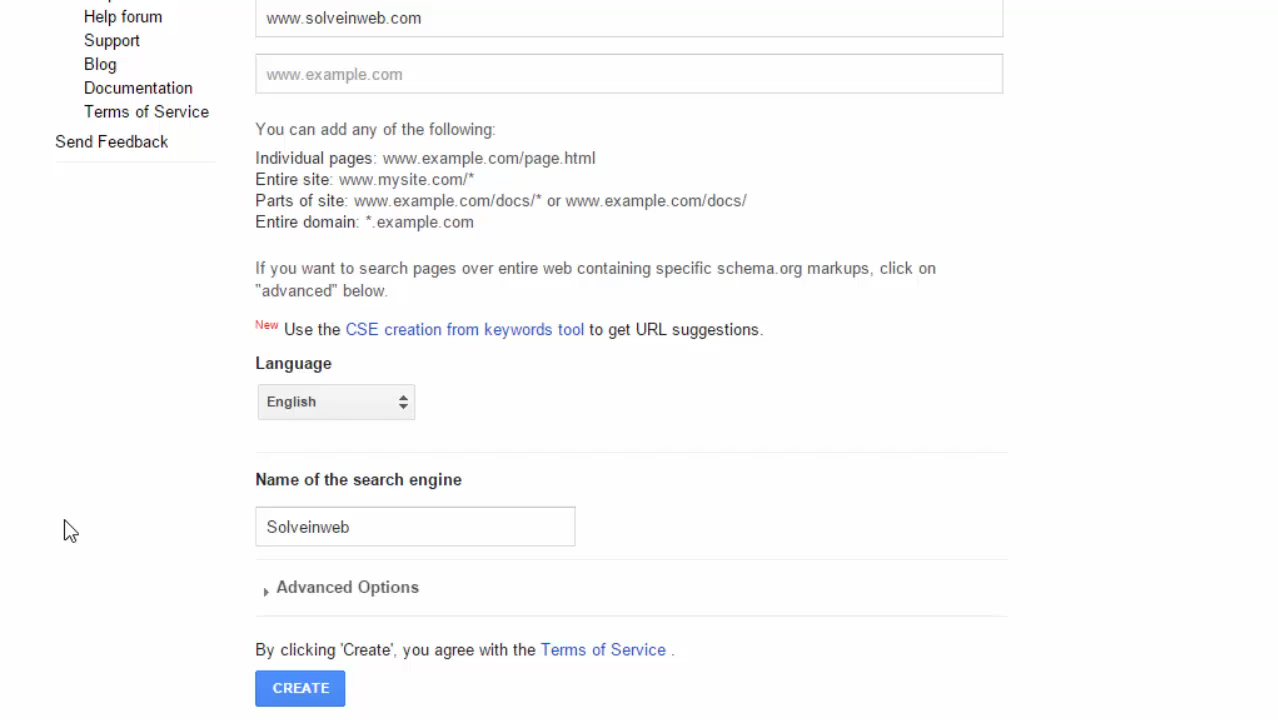 Help forum
Support
Blog
Documentation
Terms of Service
Send Feedback
www.solveinweb.com
www.example.com
You can add any of the following:
Individual pages: www.example.com/page.html
Entire site: www.mysite.com/*
Parts of site: www.example.com/docs/* or www.example.com/docs/
Entire domain: *.example.com
If you want to search pages over entire web containing specific schema.org markups, click on
"advanced" below.
New Use the CSE creation from keywords tool to get URL suggestions.
Language
English
Name of the search engine
Solveinweb
Advanced Options
By clicking 'Create', you agree with the Terms of Service .
CREATE